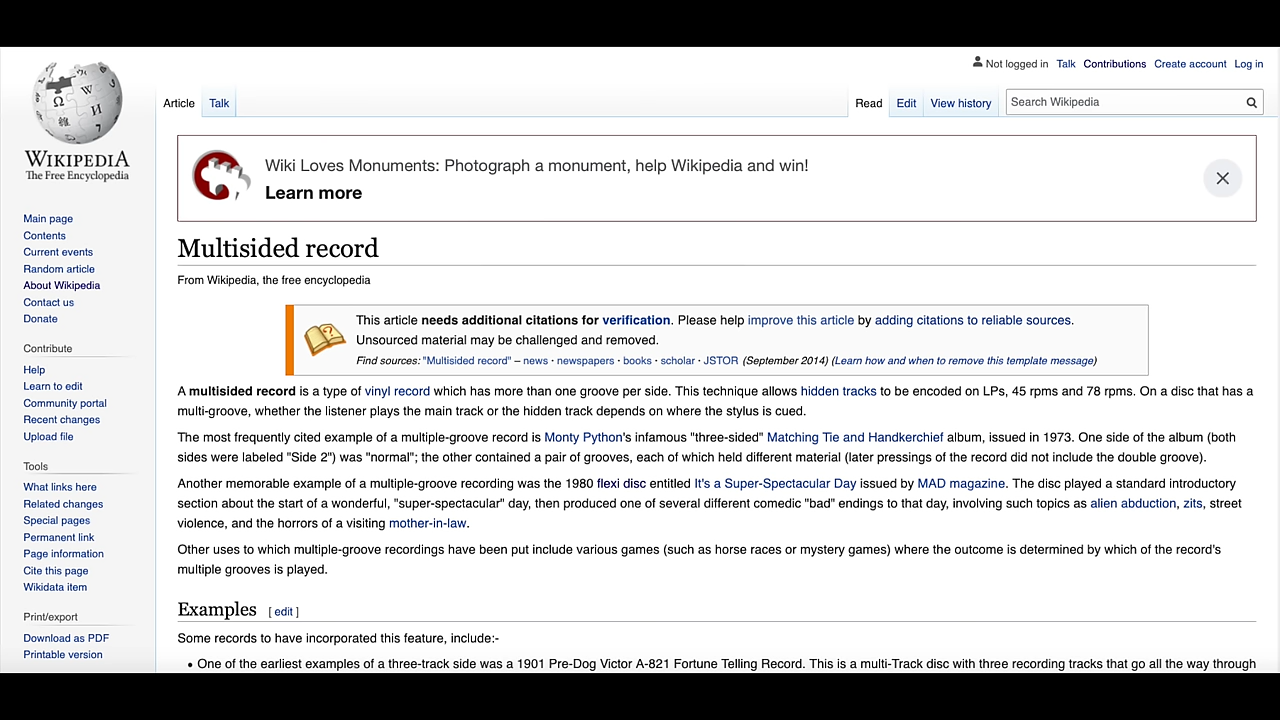 Not logged in Talk Contributions Create account Log in
Article Talk Read Edit View history Search Wikipedia
WIKIPEDIA
The Free Encyclopedia
Main page
Contents
Current events
Random article
About Wikipedia
Contact us
Donate
Contribute
Help
Learn to edit
Community portal
Recent changes
Upload file
Tools
What links here
Related changes
Special pages
Permanent link
Page information
Cite this page
Wikidata item
Print/export
Download as PDF
Printable version
Wiki Loves Monuments: Photograph a monument, help Wikipedia and win!
Learn more
Multisided record
From Wikipedia, the free encyclopedia
This article needs additional citations for verification. Please help improve this article by adding citations to reliable sources.
Unsourced material may be challenged and removed.
Find sources: "Multisided record" – news · newspapers · books · scholar · JSTOR (September 2014) (Learn how and when to remove this template message)
A multisided record is a type of vinyl record which has more than one groove per side. This technique allows hidden tracks to be encoded on LPs, 45 rpms and 78 rpms. On a disc that has a
multi-groove, whether the listener plays the main track or the hidden track depends on where the stylus is cued.
The most frequently cited example of a multiple-groove record is Monty Python's infamous "three-sided" Matching Tie and Handkerchief album, issued in 1973. One side of the album (both
sides were labeled "Side 2") was "normal"; the other contained a pair of grooves, each of which held different material (later pressings of the record did not include the double groove).
Another memorable example of a multiple-groove recording was the 1980 flexi disc entitled It's a Super-Spectacular Day issued by MAD magazine. The disc played a standard introductory
section about the start of a wonderful, "super-spectacular" day, then produced one of several different comedic "bad" endings to that day, involving such topics as alien abduction, zits, street
violence, and the horrors of a visiting mother-in-law.
Other uses to which multiple-groove recordings have been put include various games (such as horse races or mystery games) where the outcome is determined by which of the record's
multiple grooves is played.
Examples [ edit ]
Some records to have incorporated this feature, include:-
• One of the earliest examples of a three-track side was a 1901 Pre-Dog Victor A-821 Fortune Telling Record. This is a multi-Track disc with three recording tracks that go all the way through